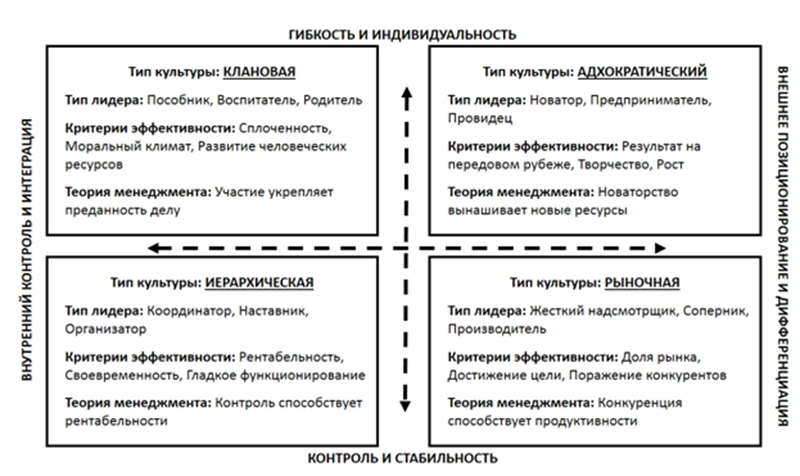 ГИБКОСТЬ И ИНДИВИДУАЛЬНОСТЬ
ВНУТРЕННИЙ КОНТРОЛЬ И ИНТЕГРАЦИЯ
Тип культуры: КЛАНОВАЯ
Тип лидера: Пособник, Воспитатель, Родитель
Критерии эффективности: Сплоченность,
Моральный климат, Развитие человеческих
ресурсов
Теория менеджмента: Участие укрепляет
преданность делу
Тип культуры: АДХОКРАТИЧЕСКИЙ
Тип лидера: Новатор, Предприниматель,
Провидец
Критерии эффективности: Результат на
передовом рубеже, Творчество, Рост
Теория менеджмента: Новаторство
вынашивает новые ресурсы
ВНЕШНЕЕ ПОЗИЦИОНИРОВАНИЕ И ДИФФЕРЕНЦИАЦИЯ
Тип культуры: ИЕРАРХИЧЕСКАЯ
Тип лидера: Координатор, Наставник,
Организатор
Критерии эффективности: Рентабельность,
Своевременность, Гладкое функционирование
Теория менеджмента: Контроль способствует
рентабельности
Тип культуры: РЫНОЧНАЯ
Тип лидера: Жесткий надсмотрщик, Соперник,
Производитель
Критерии эффективности: Доля рынка,
Достижение цели, Поражение конкурентов
Теория менеджмента: Конкуренция
способствует продуктивности
КОНТРОЛЬ И СТАБИЛЬНОСТЬ